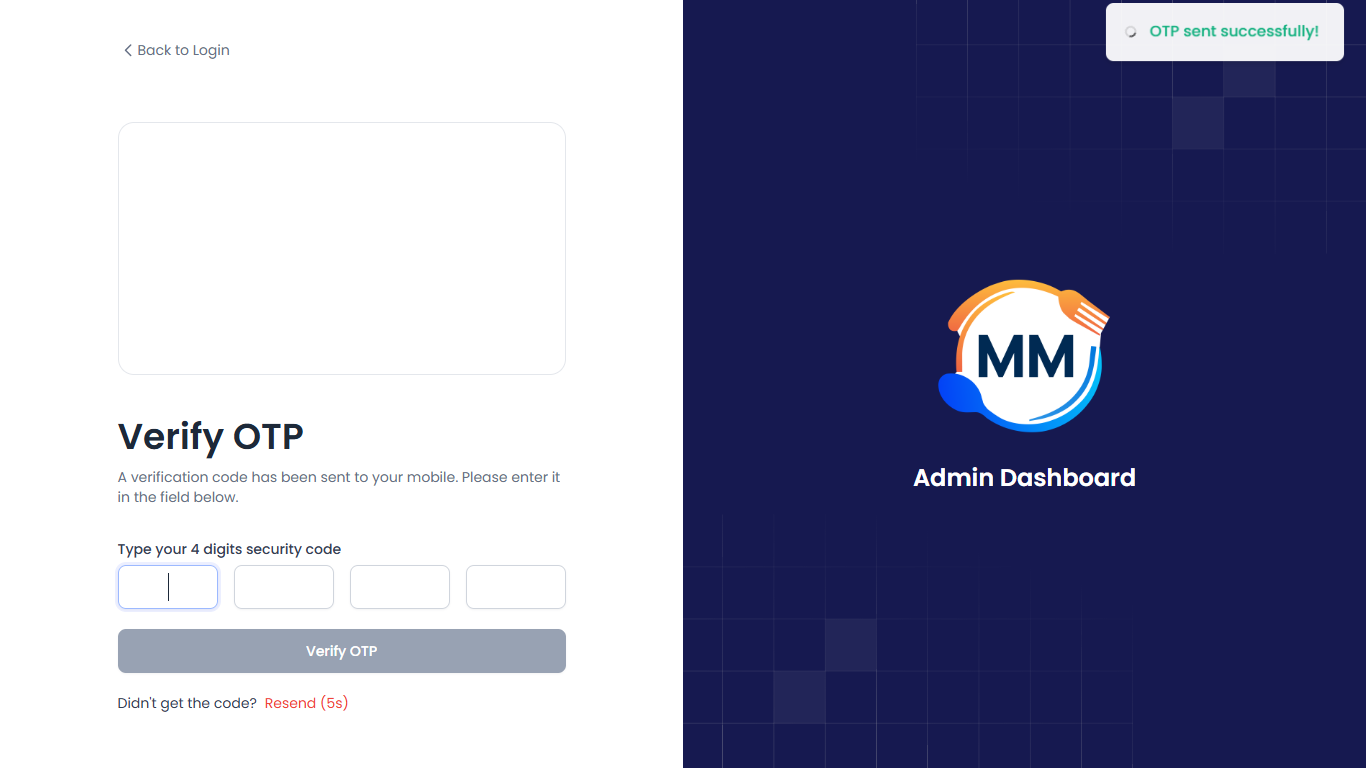 Back to Login
OTP sent successfully!
Verify OTP
A verification code has been sent to your mobile. Please enter it
in the field below.
Type your 4 digits security code
Verify OTP
Didn't get the code? Resend (5s)
MM
Admin Dashboard